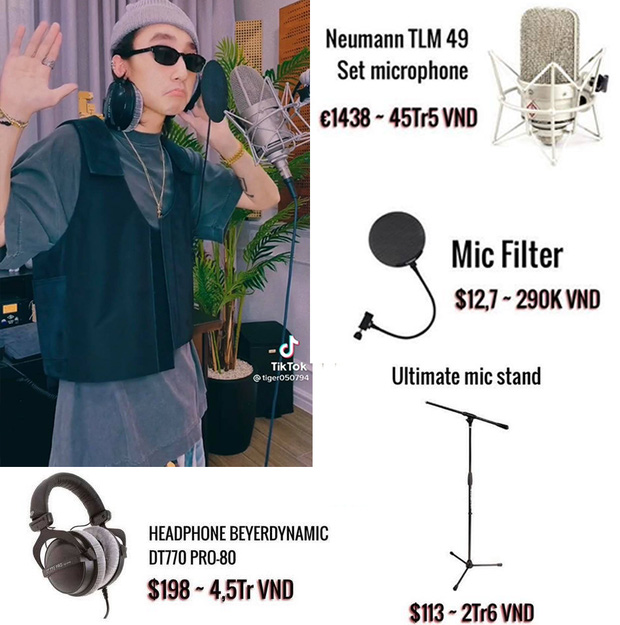 Neumann TLM 49
Set microphone
€1438 ~ 45Tr5 VND
Mic Filter
$12,7 ~ 290K VND
TikTok
@tiger050794
Ultimate mic stand
HEADPHONE BEYERDYNAMIC
DT770 PRO-80
$198 ~ 4,5Tr VND
$113 ~ 2Tr6 VND